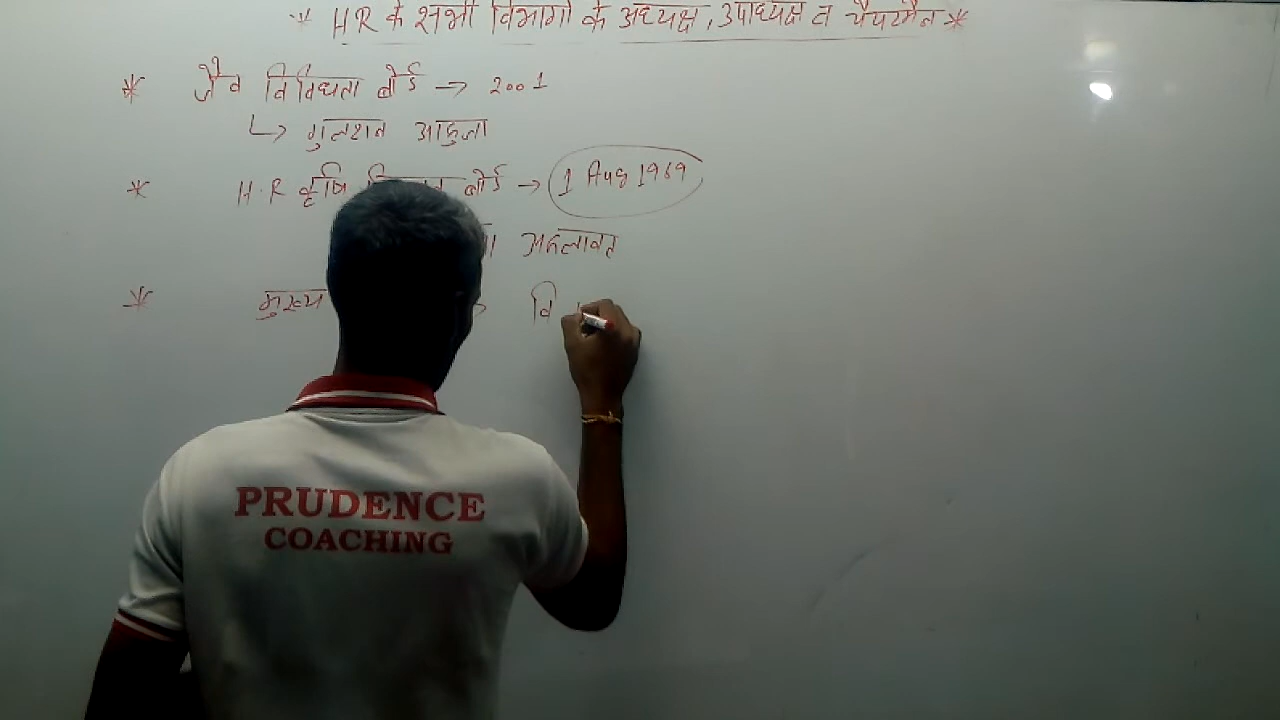 * HR के सभी विभागों के अध्यक्ष, उपाध्यक्ष व चैयरमैन *
* जैव विविधता बोर्ड → 2001
↳ गुलशन आहुजा
* H.R कृषि बोर्ड → 1 Aug 1969
अहलावत
* मुख्य वि
PRUDENCE
COACHING